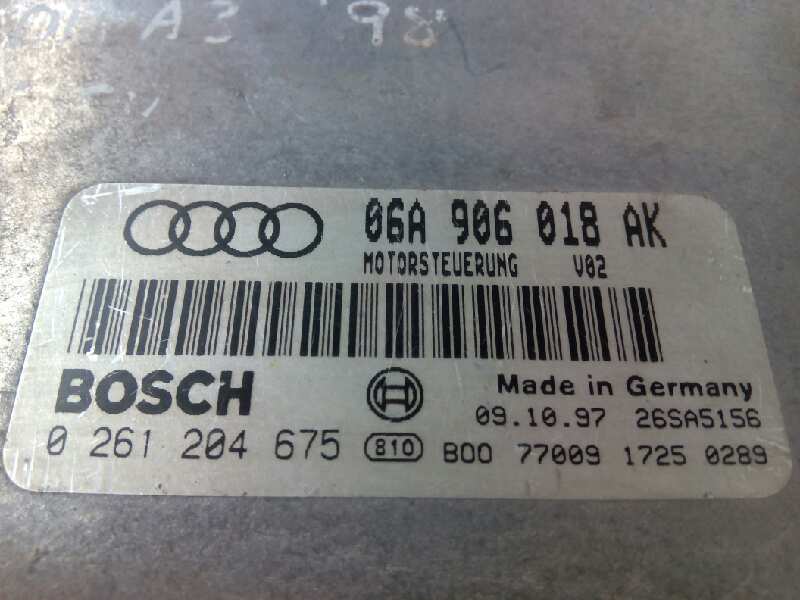 A3 '98
06A 906 018 AK
MOTORSTEUERUNG V02
BOSCH
Made in Germany
09.10.97 26SA5156
0 261 204 675 810 B00 77009 1725 0289